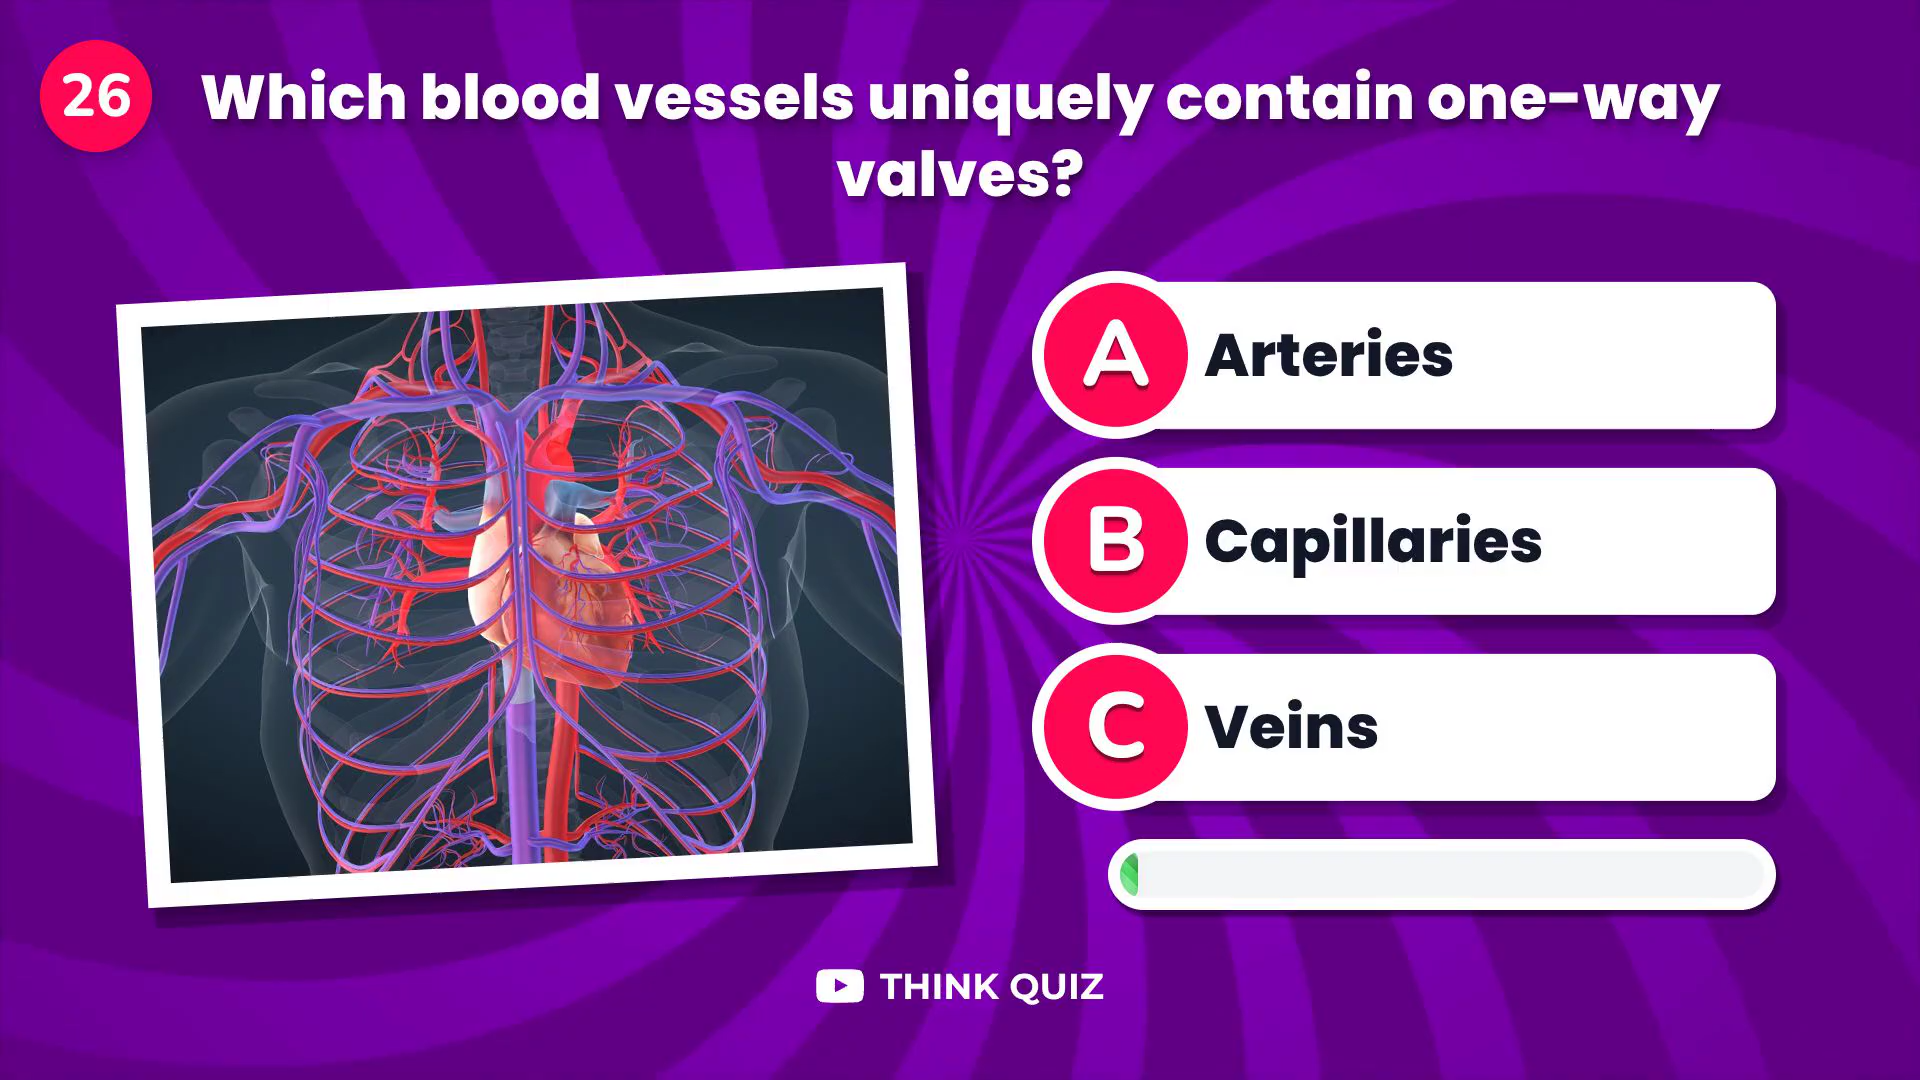 26
Which blood vessels uniquely contain one-way
valves?
A
Arteries
B
Capillaries
C
Veins
THINK QUIZ